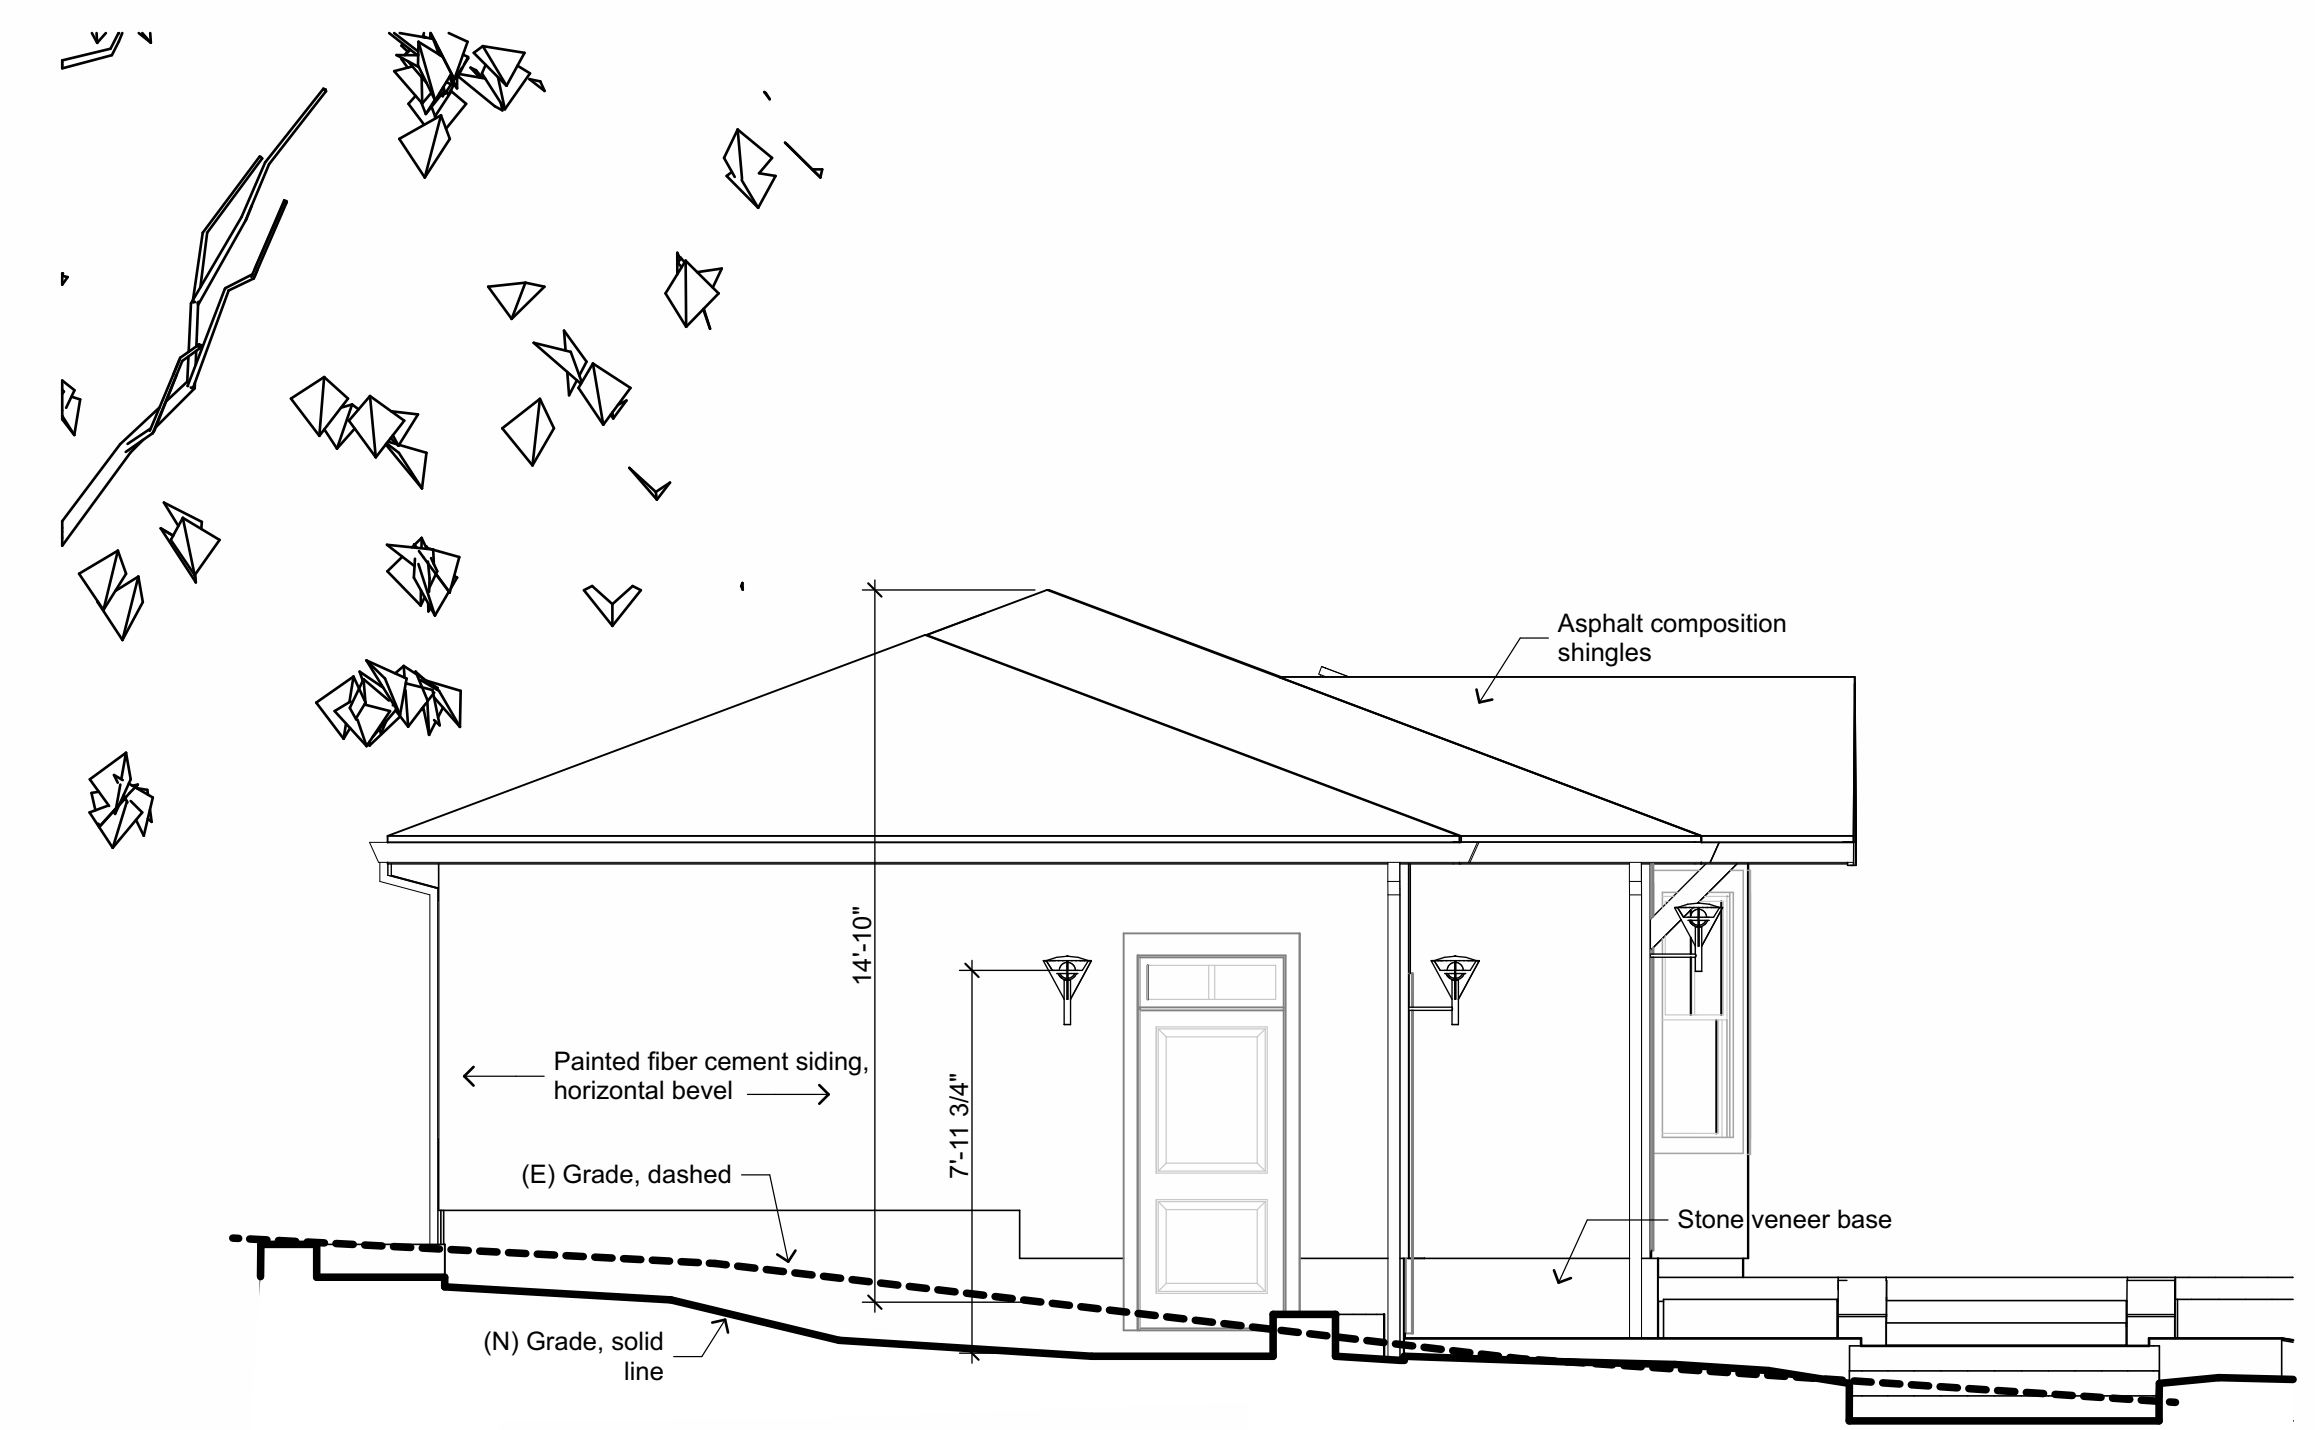 Asphalt composition
shingles
14'-10"
7'-11 3/4"
Painted fiber cement siding,
horizontal bevel
(E) Grade, dashed
Stone veneer base
(N) Grade, solid
line